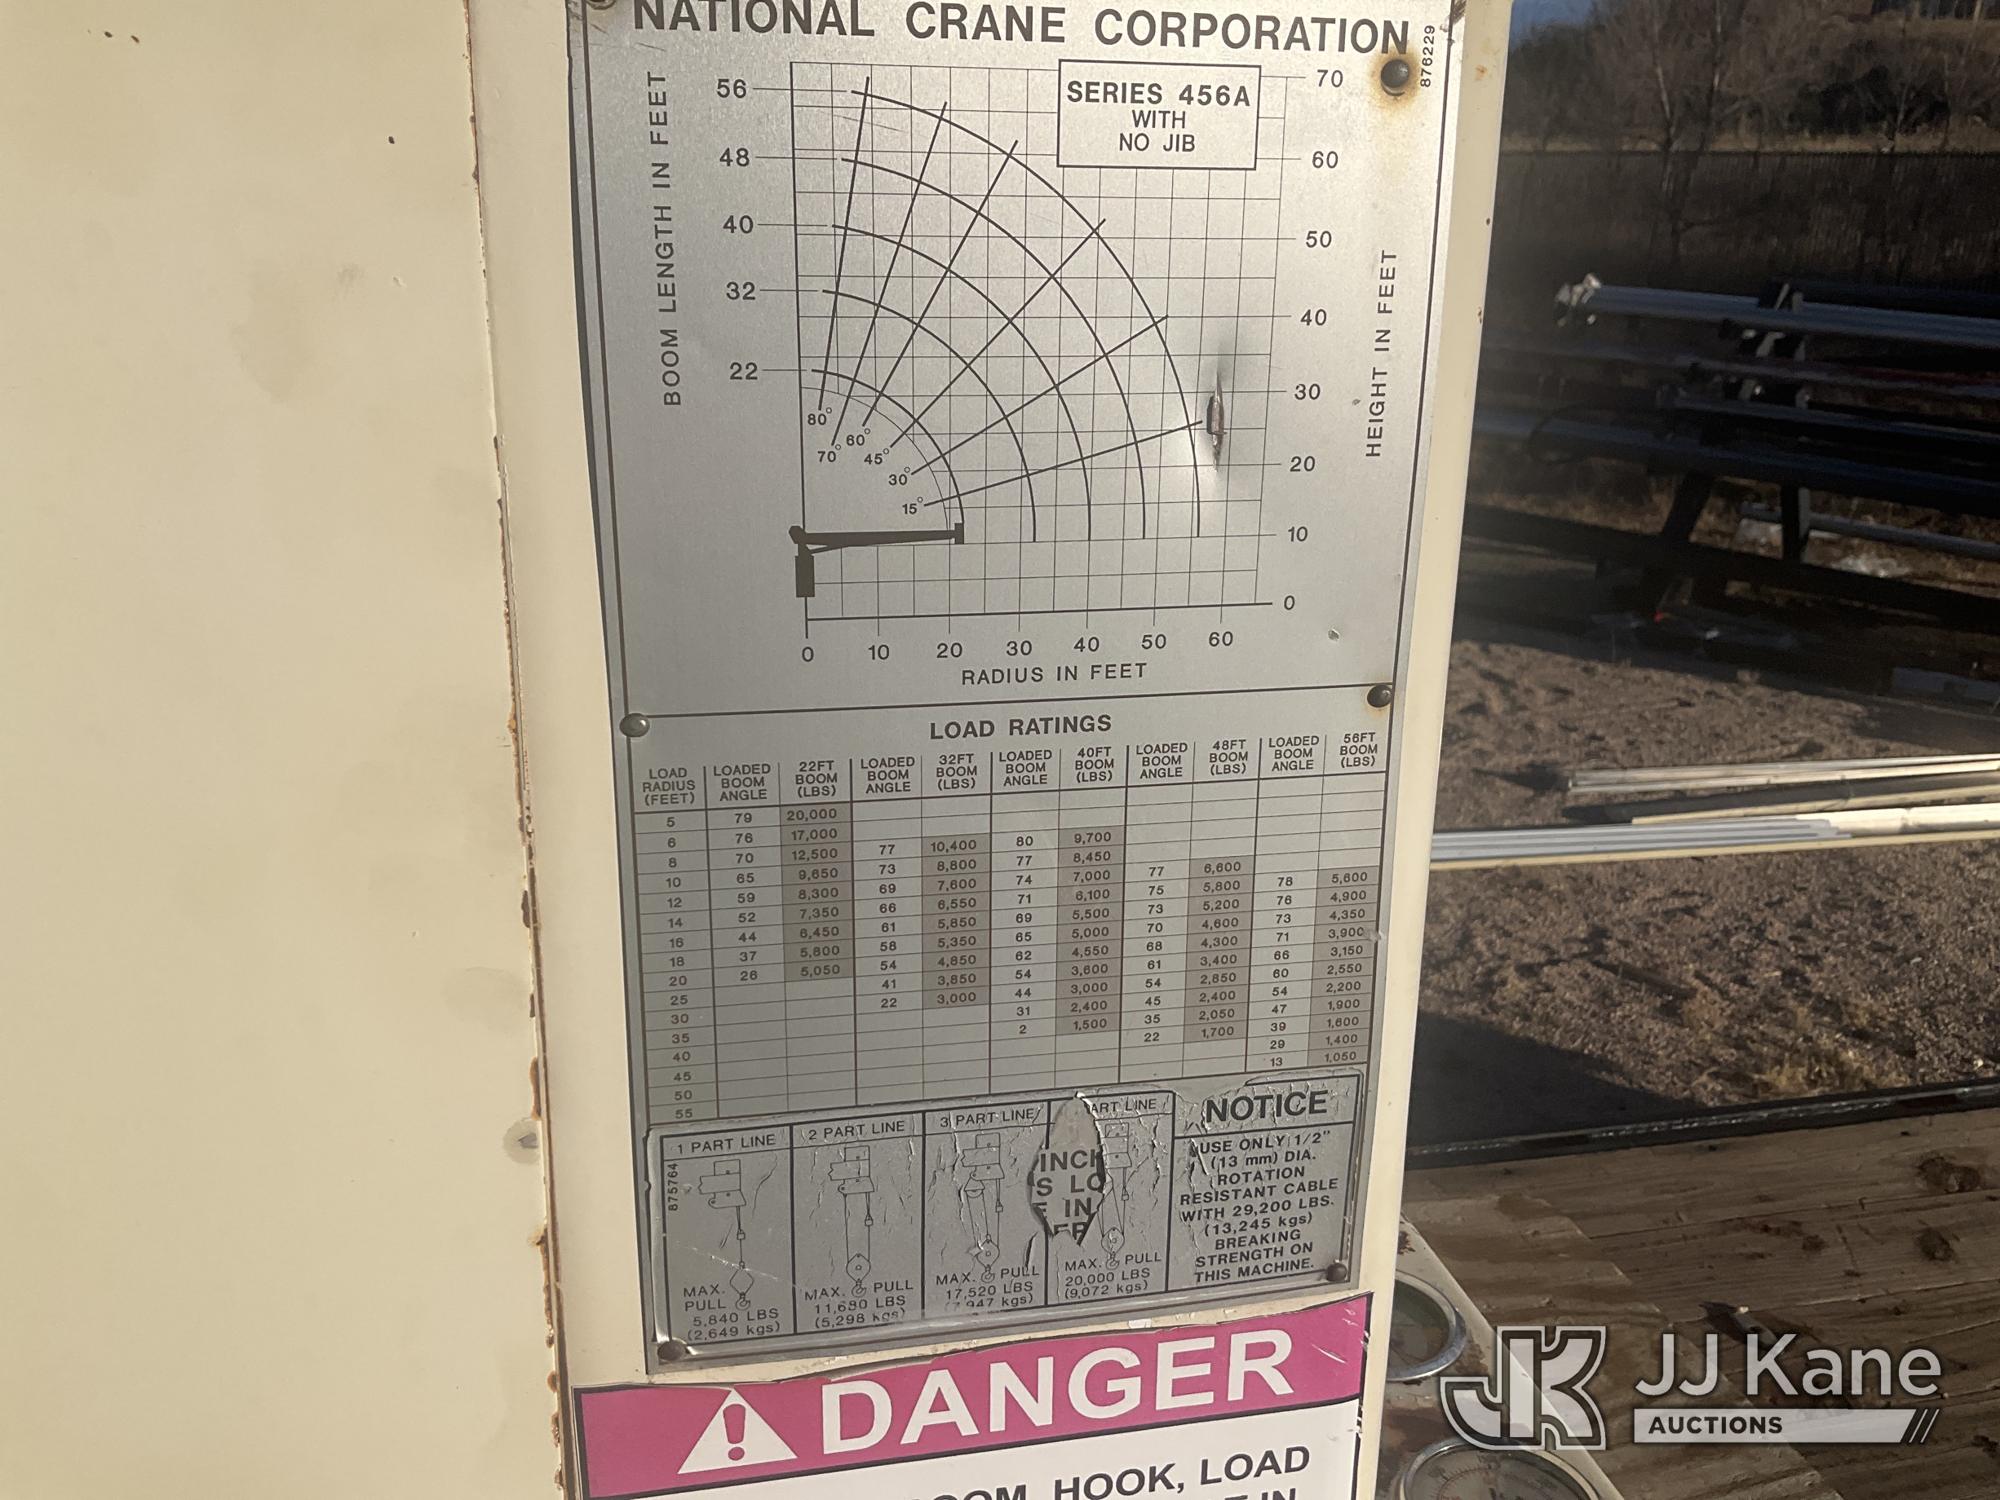 NATIONAL CRANE CORPORATION
876229
SERIES 456A
WITH
NO JIB
BOOM LENGTH IN FEET
56
48
40
32
22
70
60
50
40
30
20
10
0
HEIGHT IN FEET
80°
70°
60°
45°
30°
15°
0 10 20 30 40 50 60
RADIUS IN FEET
LOAD RATINGS
LOAD RADIUS (FEET) LOADED BOOM ANGLE 22FT BOOM (LBS) LOADED BOOM ANGLE 32FT BOOM (LBS) LOADED BOOM ANGLE 40FT BOOM (LBS) LOADED BOOM ANGLE 48FT BOOM (LBS) LOADED BOOM ANGLE 56FT BOOM (LBS)
5 79 20,000
6 76 17,000
8 70 12,500 77 10,400 80 9,700
10 65 9,650 73 8,800 77 8,450
12 59 8,300 69 7,600 74 7,000 77 6,600
14 52 7,350 66 6,550 71 6,100 75 5,800 78 5,600
16 44 6,450 61 5,850 69 5,500 73 5,200 76 4,900
18 37 5,800 58 5,350 65 5,000 70 4,600 73 4,350
20 26 5,050 54 4,850 62 4,550 68 4,300 71 3,900
25 41 3,850 54 3,600 61 3,400 66 3,150
30 22 3,000 44 3,000 54 2,850 60 2,550
35 31 2,400 45 2,400 54 2,200
40 2 1,500 35 2,050 47 1,900
45 22 1,700 39 1,600
50 29 1,400
55 13 1,050
875764
1 PART LINE
MAX.
PULL
5,840 LBS
(2,649 kgs)
2 PART LINE
MAX. PULL
11,680 LBS
(5,298 kgs)
3 PART LINE
MAX. PULL
17,520 LBS
(7,947 kgs)
ART LINE
INCH
S LO
IN
ER
MAX. PULL
20,000 LBS
(9,072 kgs)
NOTICE
USE ONLY 1/2"
(13 mm) DIA.
ROTATION
RESISTANT CABLE
WITH 29,200 LBS.
(13,245 kgs)
BREAKING
STRENGTH ON
THIS MACHINE.
DANGER
BOOM, HOOK, LOAD
IN
JK JJ Kane
AUCTIONS